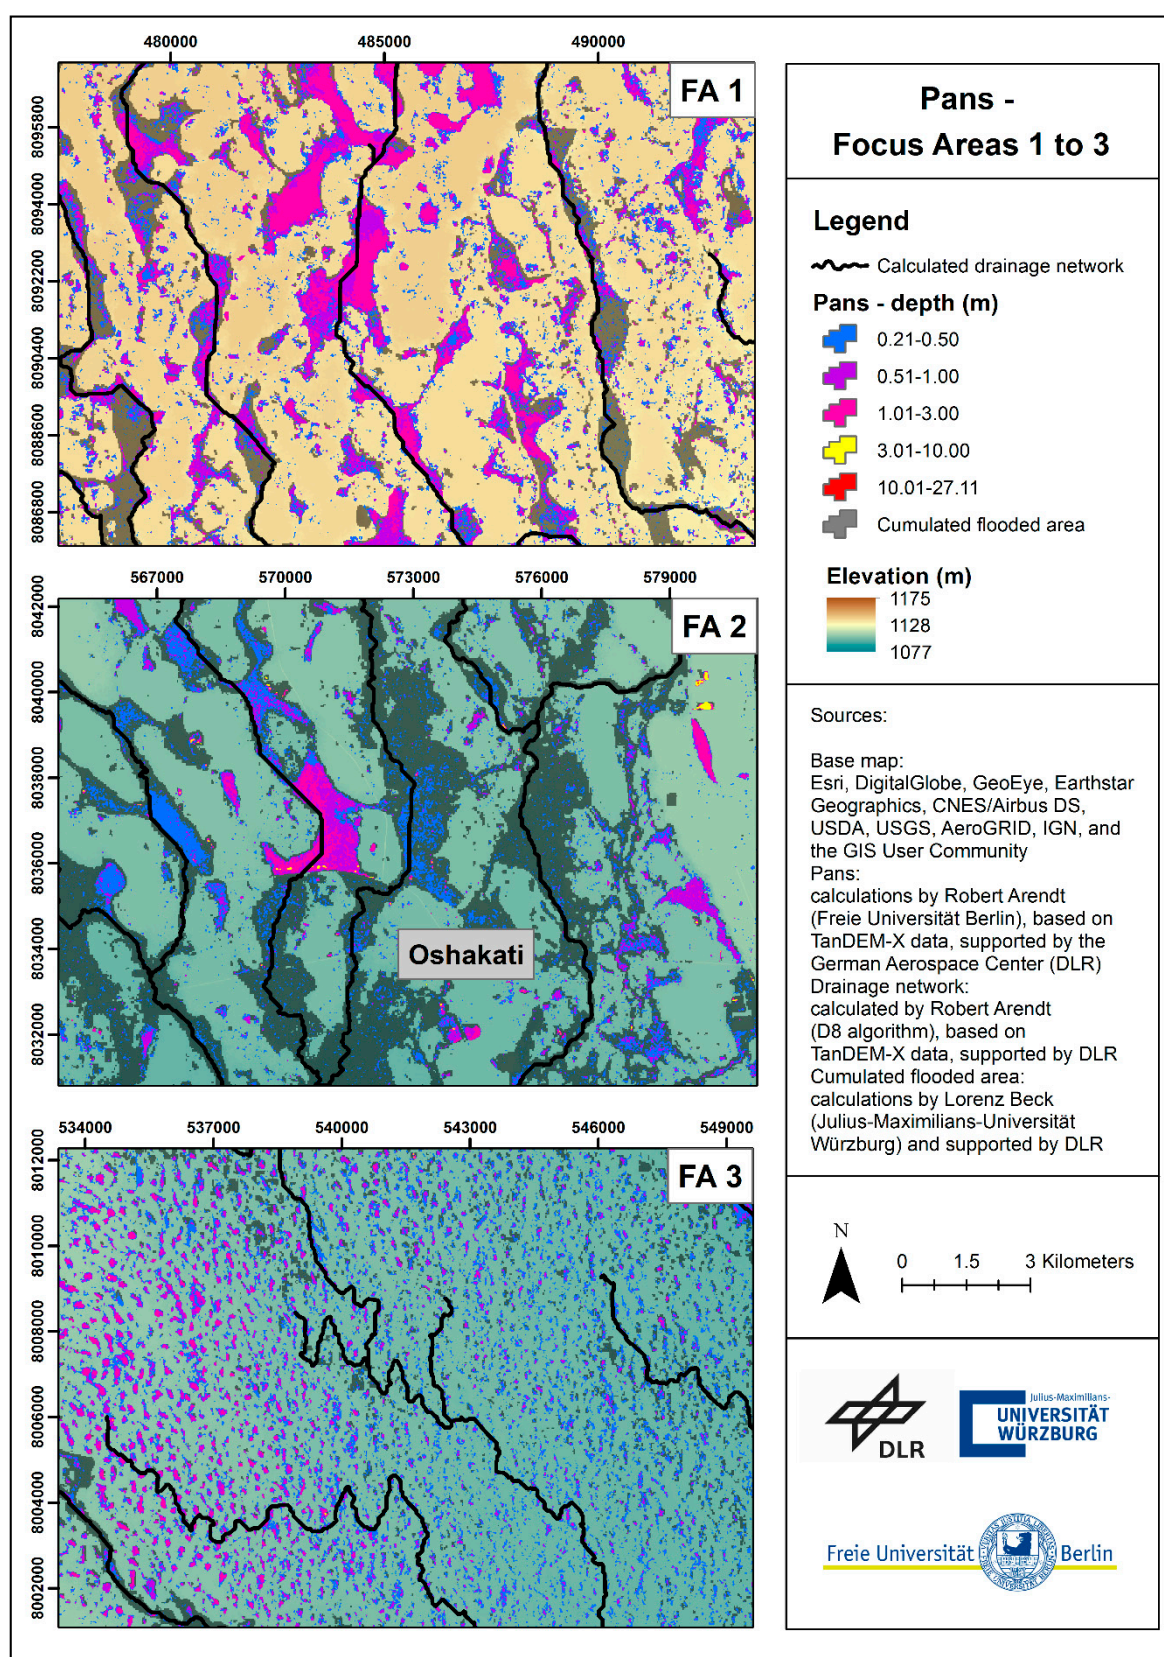 480000 485000 490000
FA 1
8095800
8094000
8092200
8090400
8088600
8086800
567000 570000 573000 576000 579000
FA 2
8042000
8040000
8038000
8036000
8034000
8032000
Oshakati
534000 537000 540000 543000 546000 549000
FA 3
8012000
8010000
8008000
8006000
8004000
8002000
Pans -
Focus Areas 1 to 3
Legend
Calculated drainage network
Pans - depth (m)
0.21-0.50
0.51-1.00
1.01-3.00
3.01-10.00
10.01-27.11
Cumulated flooded area
Elevation (m)
1175
1128
1077
Sources:
Base map:
Esri, DigitalGlobe, GeoEye, Earthstar
Geographics, CNES/Airbus DS,
USDA, USGS, AeroGRID, IGN, and
the GIS User Community
Pans:
calculations by Robert Arendt
(Freie Universität Berlin), based on
TanDEM-X data, supported by the
German Aerospace Center (DLR)
Drainage network:
calculated by Robert Arendt
(D8 algorithm), based on
TanDEM-X data, supported by DLR
Cumulated flooded area:
calculations by Lorenz Beck
(Julius-Maximilians-Universität
Würzburg) and supported by DLR
N
0 1.5 3 Kilometers
DLR
Julius-Maximilians-
UNIVERSITÄT
WÜRZBURG
Freie Universität Berlin